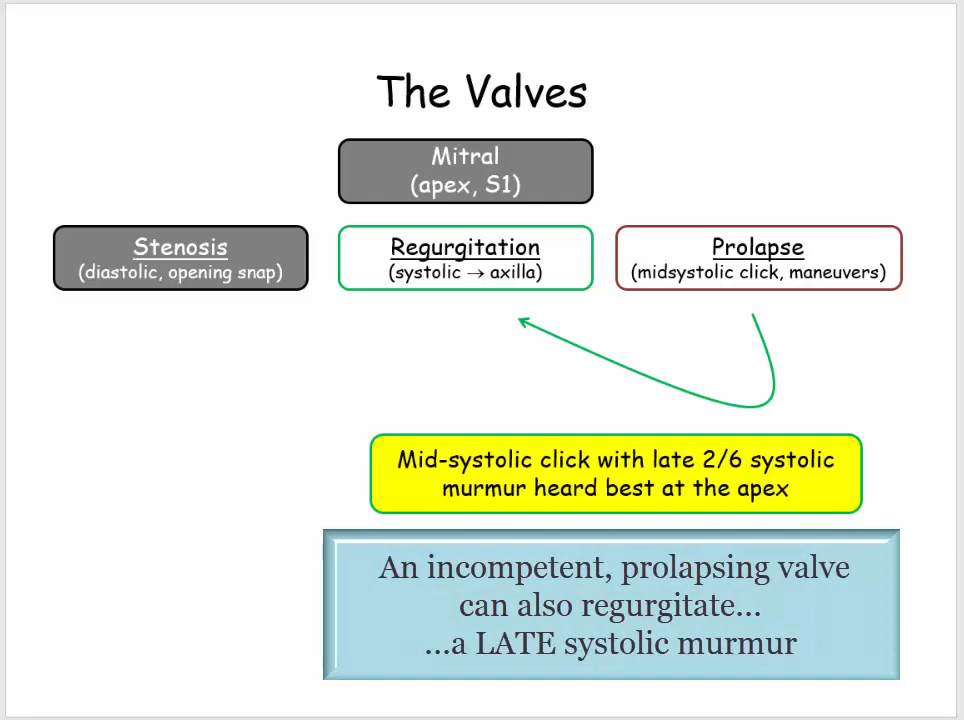 The Valves
Mitral
(apex, S1)
Stenosis
(diastolic, opening snap)
Regurgitation
(systolic → axilla)
Prolapse
(midsystolic click, maneuvers)
Mid-systolic click with late 2/6 systolic
murmur heard best at the apex
An incompetent, prolapsing valve
can also regurgitate...
...a LATE systolic murmur